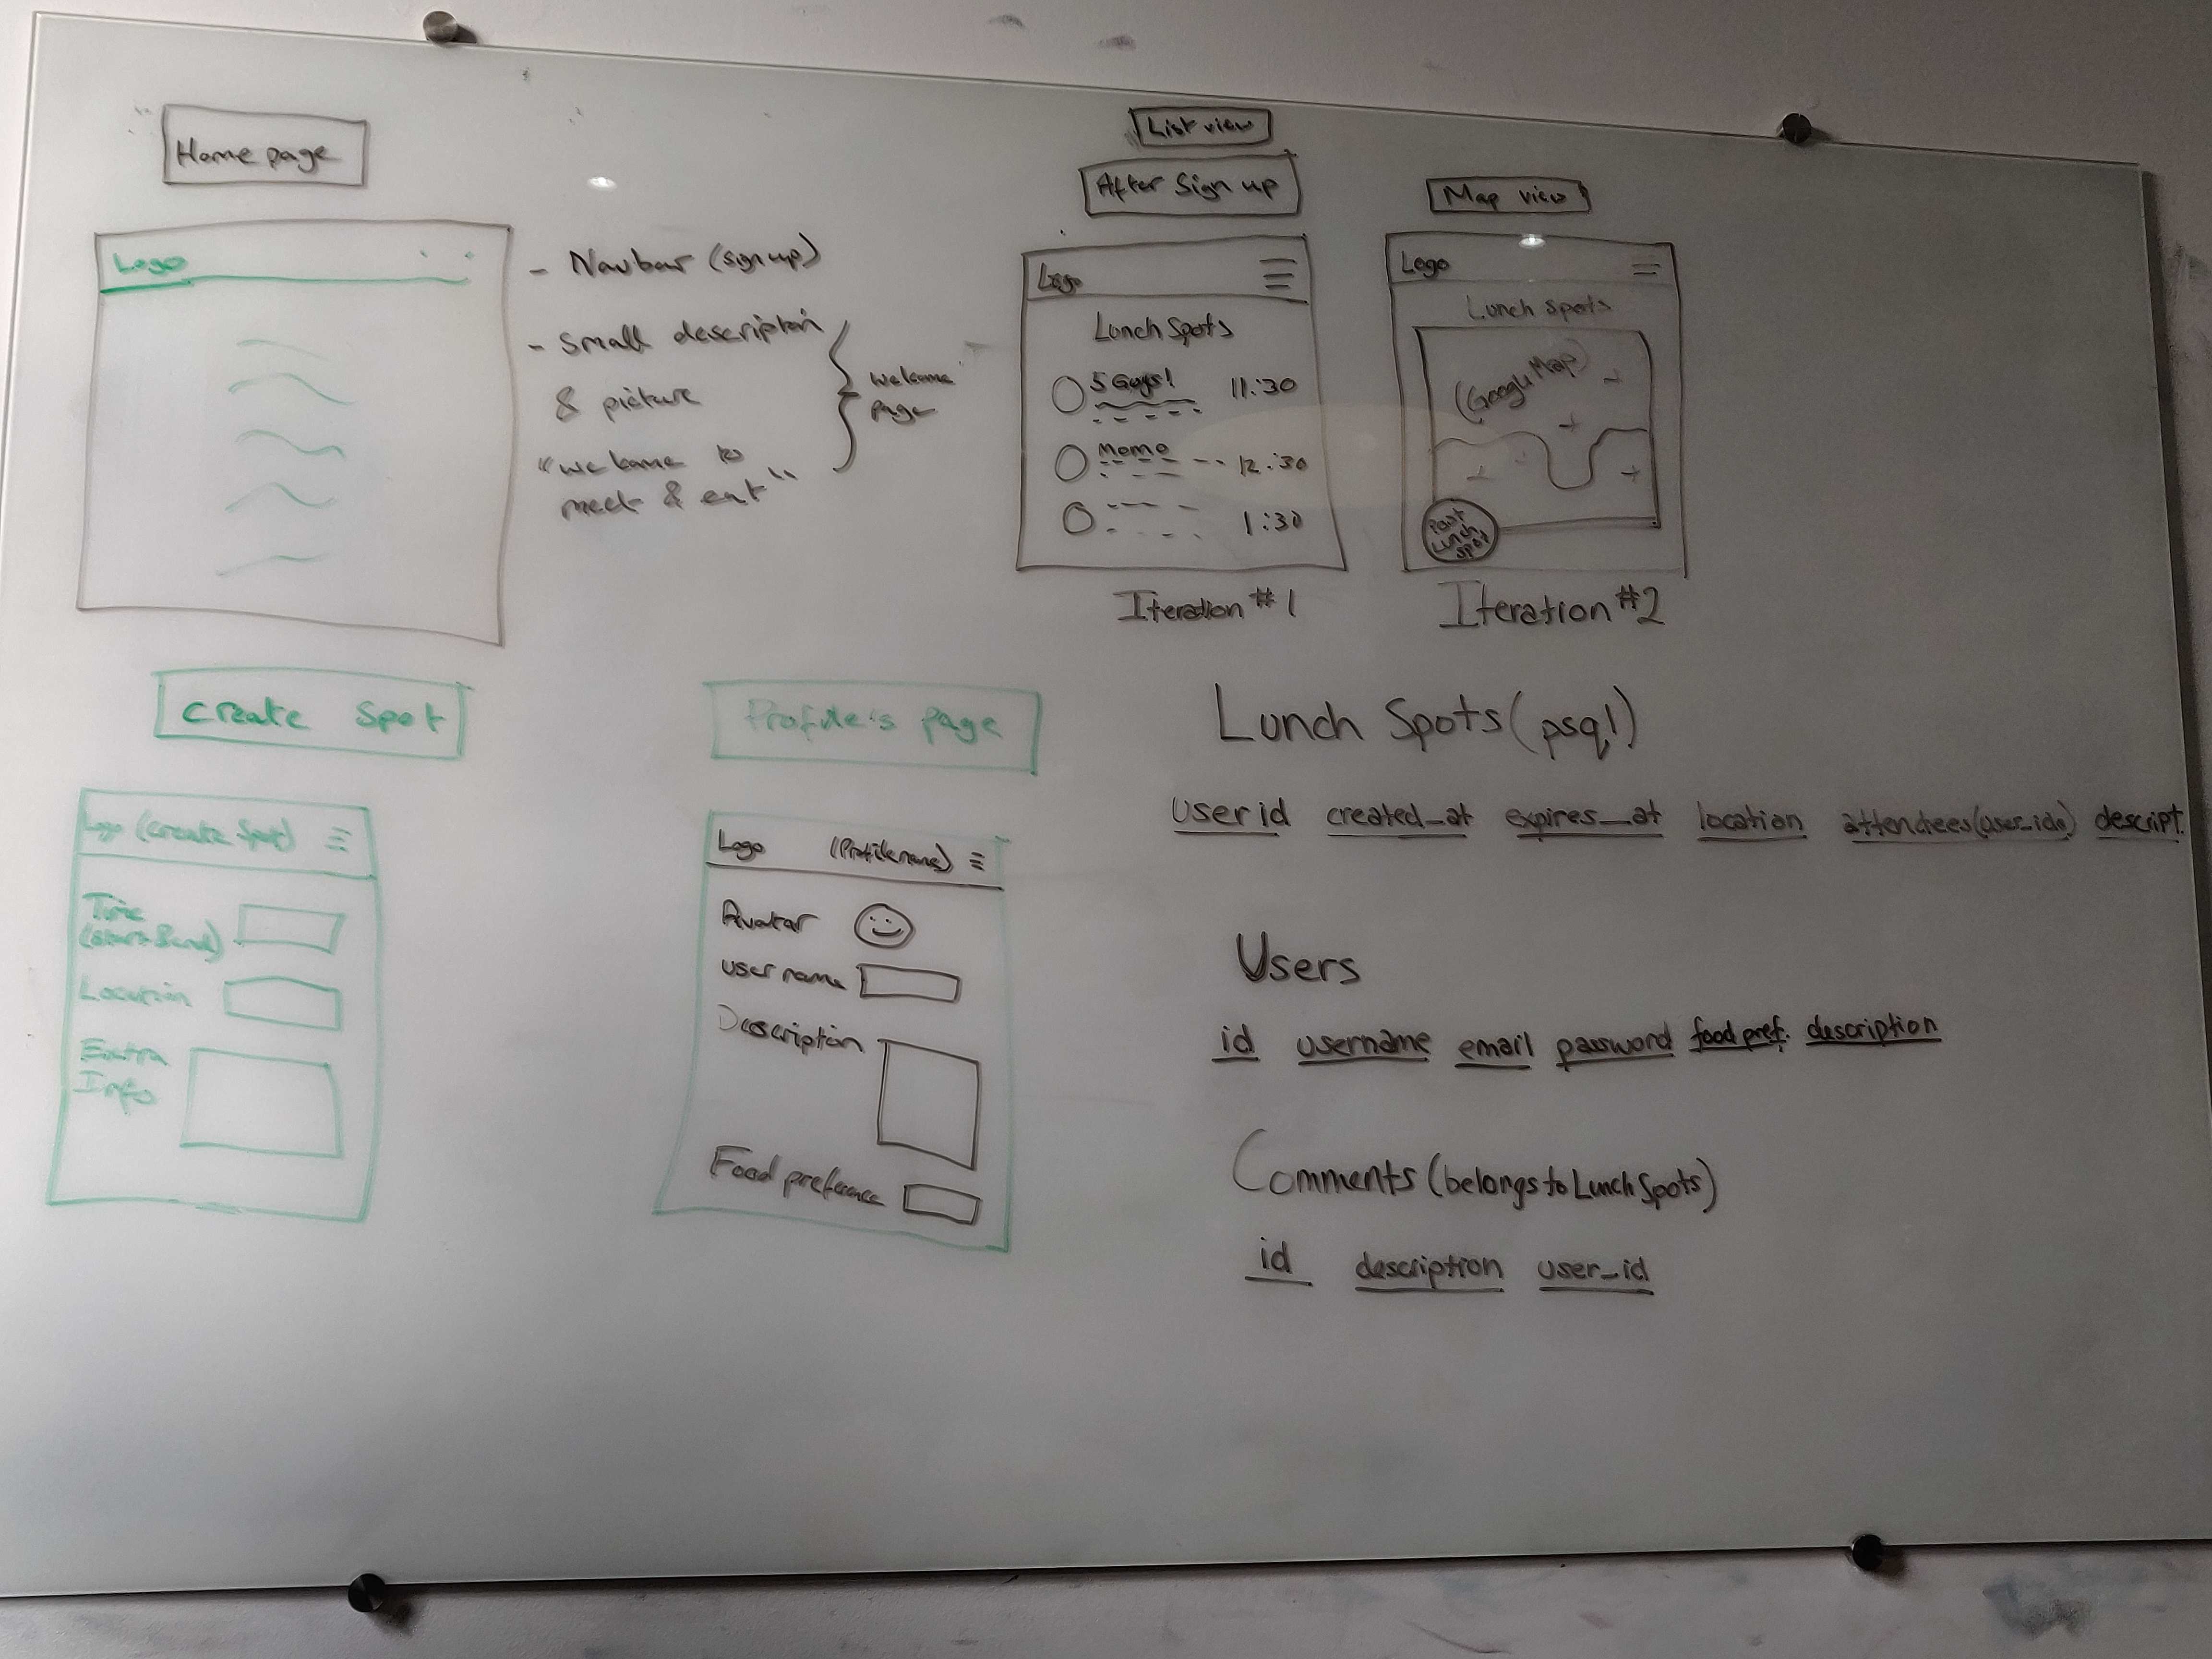 Home page
Logo
- Navbar (sign up)
- Small description
& picture
"welcome to
meet & eat"
welcome
page
List view
After Sign up
Logo
Lunch Spots
5 Guys! 11:30
Momo 12:30
1:30
Iteration #1
Map view
Logo
Lunch Spots
(Google Map)
Lunch
Spot
Iteration #2
Create Spot
Logo (Create Spot)
Time
(start & end)
Location
Extra
Info
Profile's page
Logo (Profile name)
Avatar
User name
Description
Food preference
Lunch Spots (psql)
User id created_at expires_at location attendees(user_ids) descript.
Users
id username email password food pref. description
Comments (belongs to Lunch Spots)
id description user_id